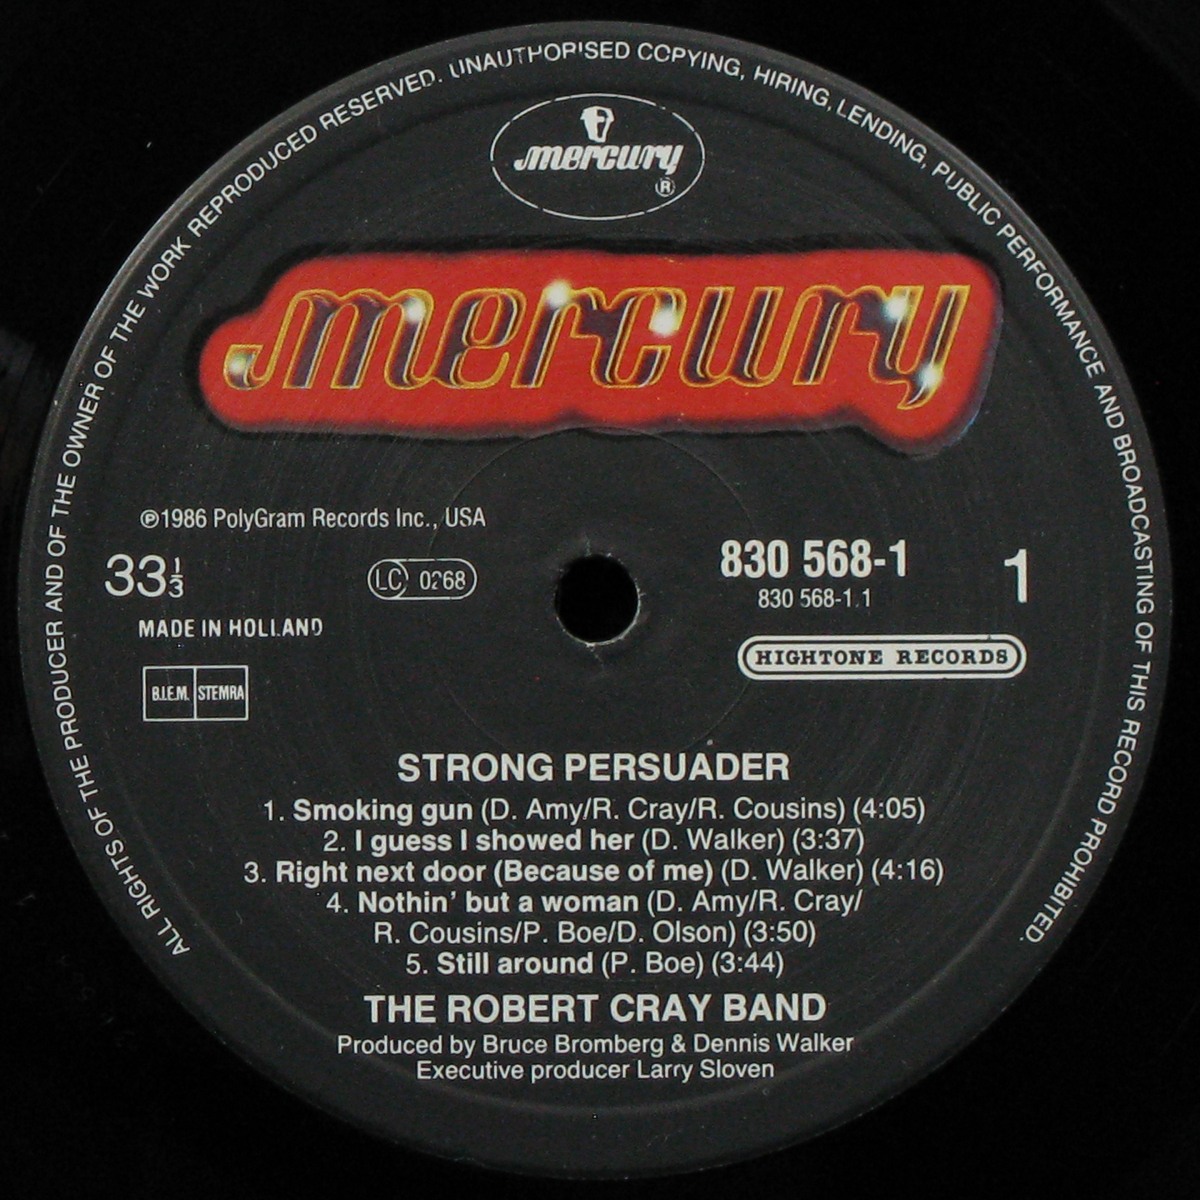 ALL RIGHTS OF THE PRODUCER AND OF THE OWNER OF THE WORK REPRODUCED RESERVED. UNAUTHORISED COPYING, HIRING, LENDING, PUBLIC PERFORMANCE AND BROADCASTING OF THIS RECORD PROHIBITED.
mercury
®
mercury
℗1986 PolyGram Records Inc., USA
33⅓
LC 0268
830 568-1
1
830 568-1.1
MADE IN HOLLAND
HIGHTONE RECORDS
B.I.E.M. STEMRA
STRONG PERSUADER
1. Smoking gun (D. Amy/R. Cray/R. Cousins) (4:05)
2. I guess I showed her (D. Walker) (3:37)
3. Right next door (Because of me) (D. Walker) (4:16)
4. Nothin' but a woman (D. Amy/R. Cray/
R. Cousins/P. Boe/D. Olson) (3:50)
5. Still around (P. Boe) (3:44)
THE ROBERT CRAY BAND
Produced by Bruce Bromberg & Dennis Walker
Executive producer Larry Sloven